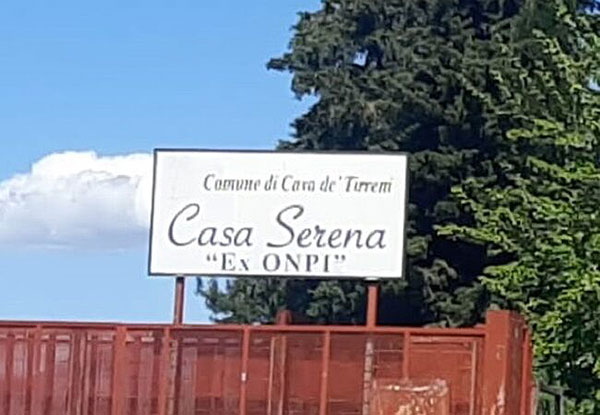 Comune di Cava de' Tirreni
Casa Serena
"Ex ONPI"